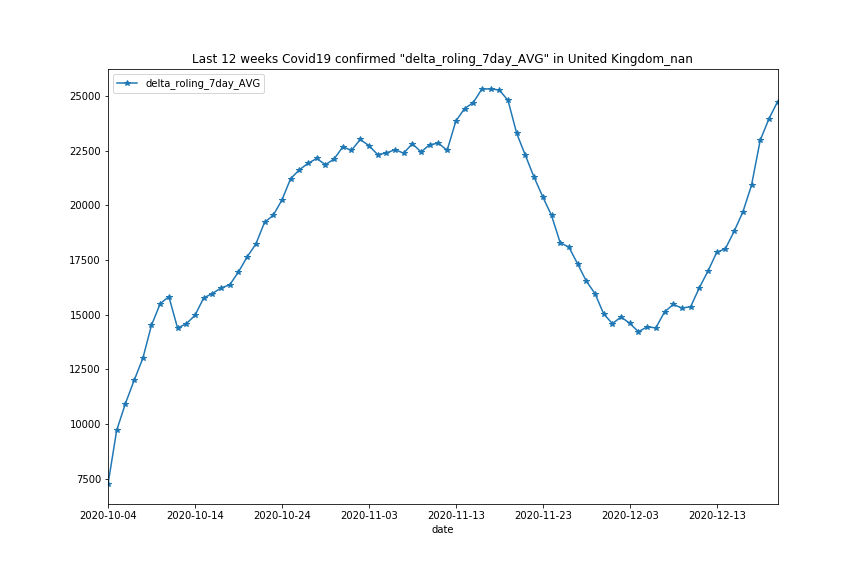 Last 12 weeks Covid19 confirmed "delta_roling_7day_AVG" in United Kingdom_nan
delta_roling_7day_AVG
25000
22500
20000
17500
15000
12500
10000
7500
2020-10-04 2020-10-14 2020-10-24 2020-11-03 2020-11-13 2020-11-23 2020-12-03 2020-12-13
date